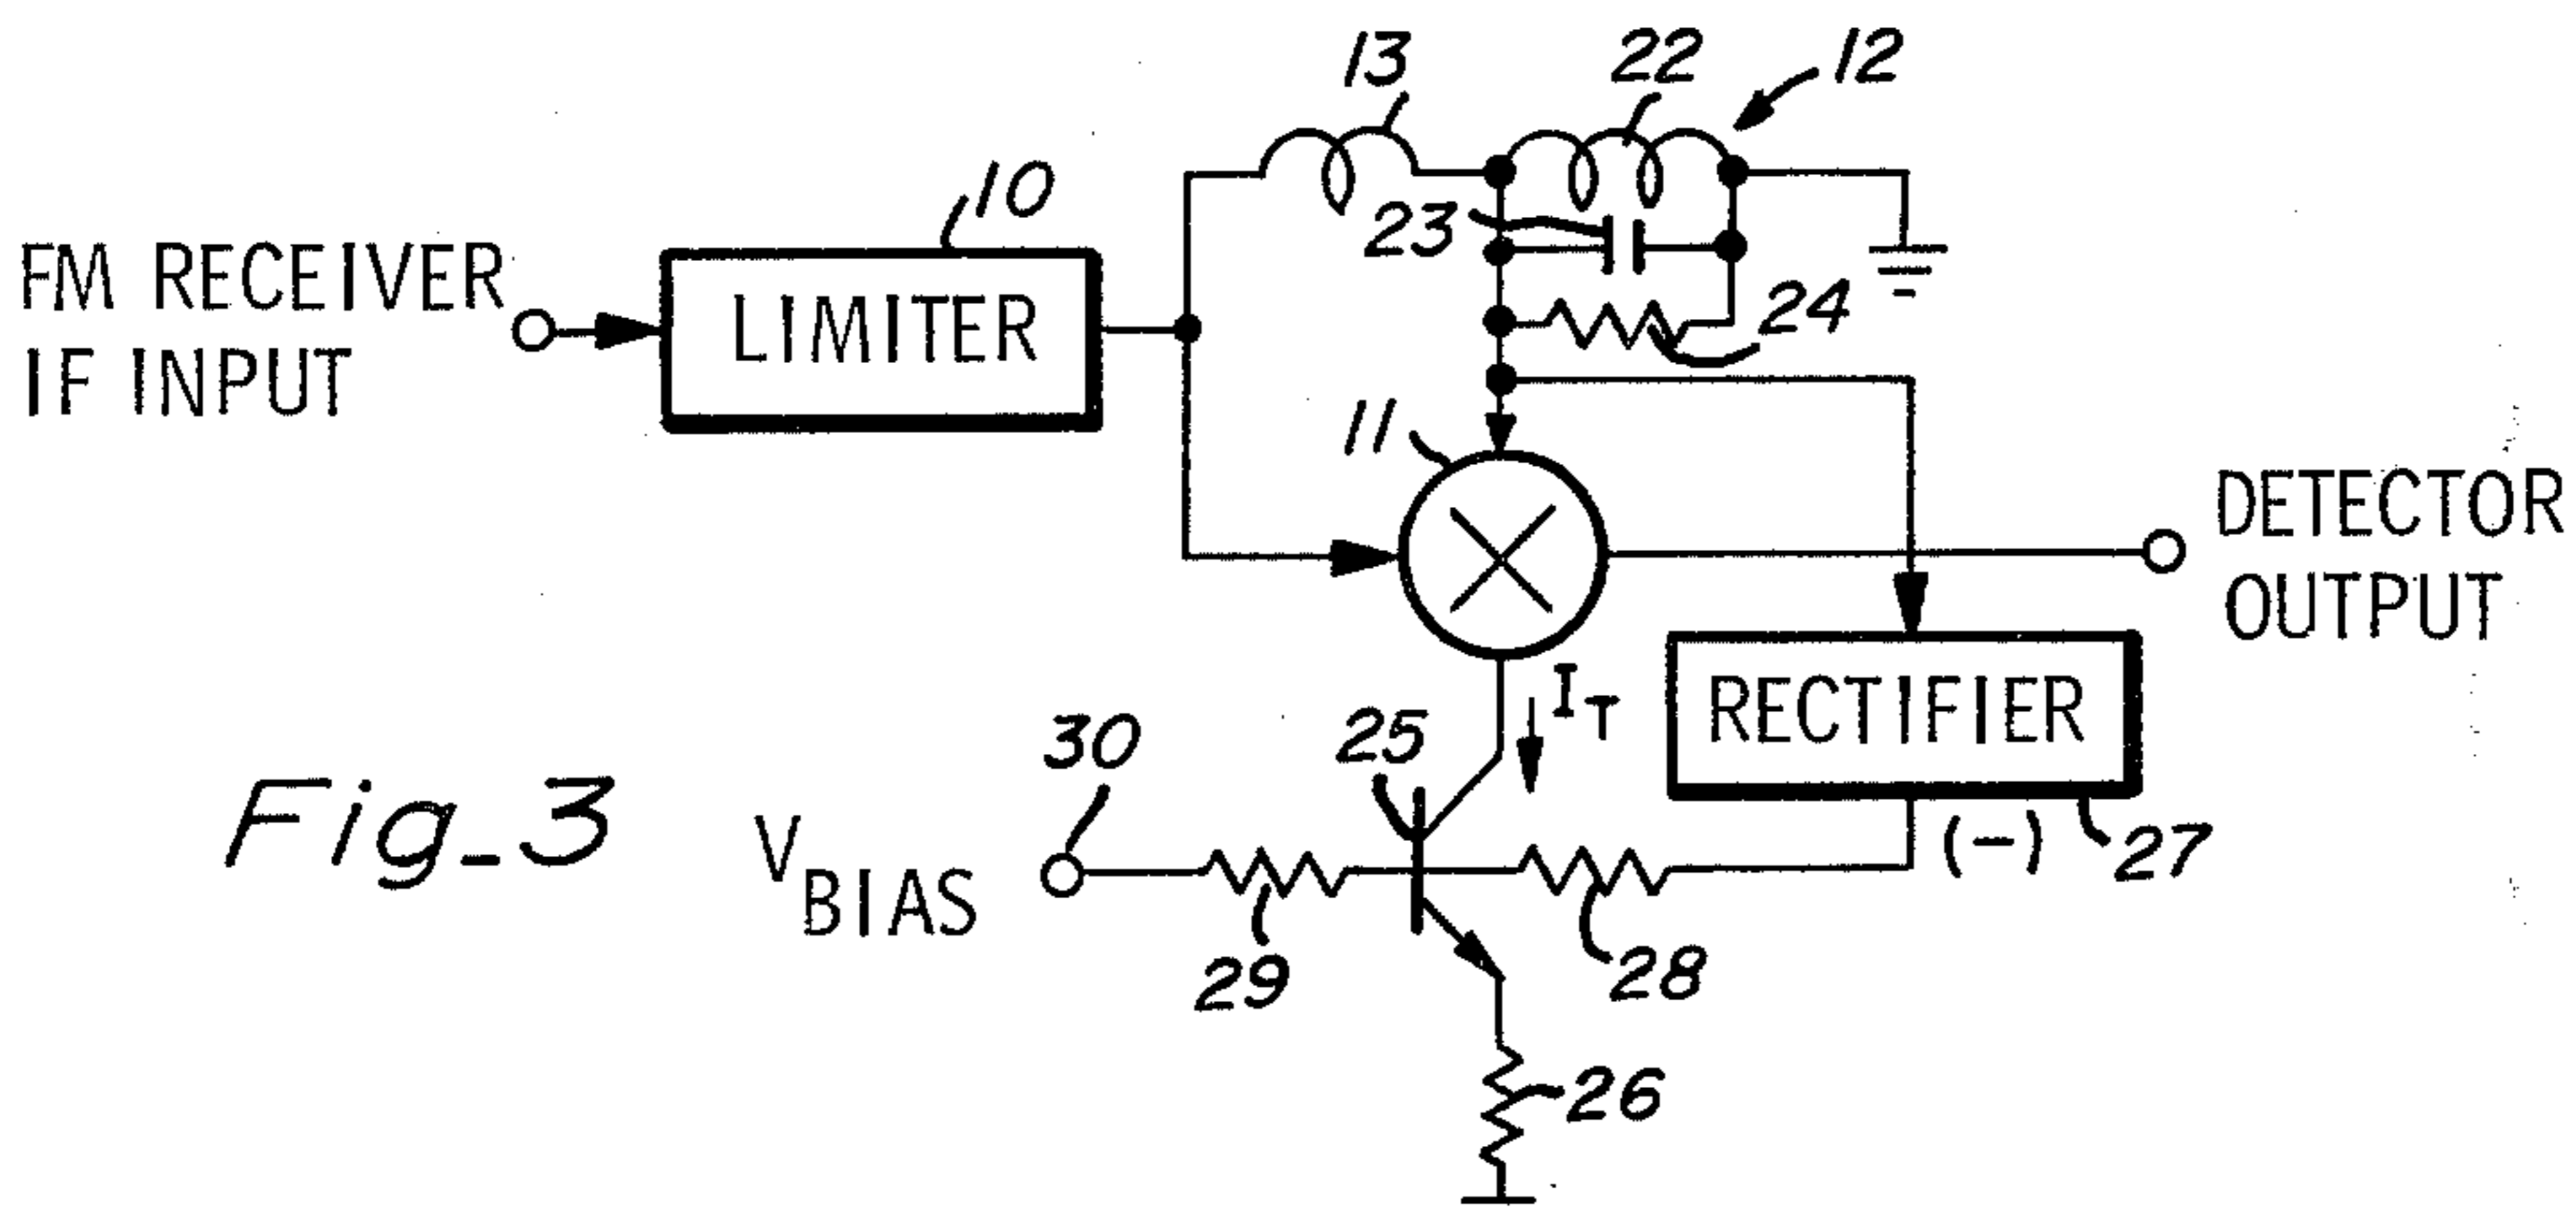 13
22
12
10
FM RECEIVER
IF INPUT
LIMITER
23
24
11
DETECTOR
OUTPUT
I_T
RECTIFIER
25
30
(-)
27
Fig_3
V_BIAS
29
28
26